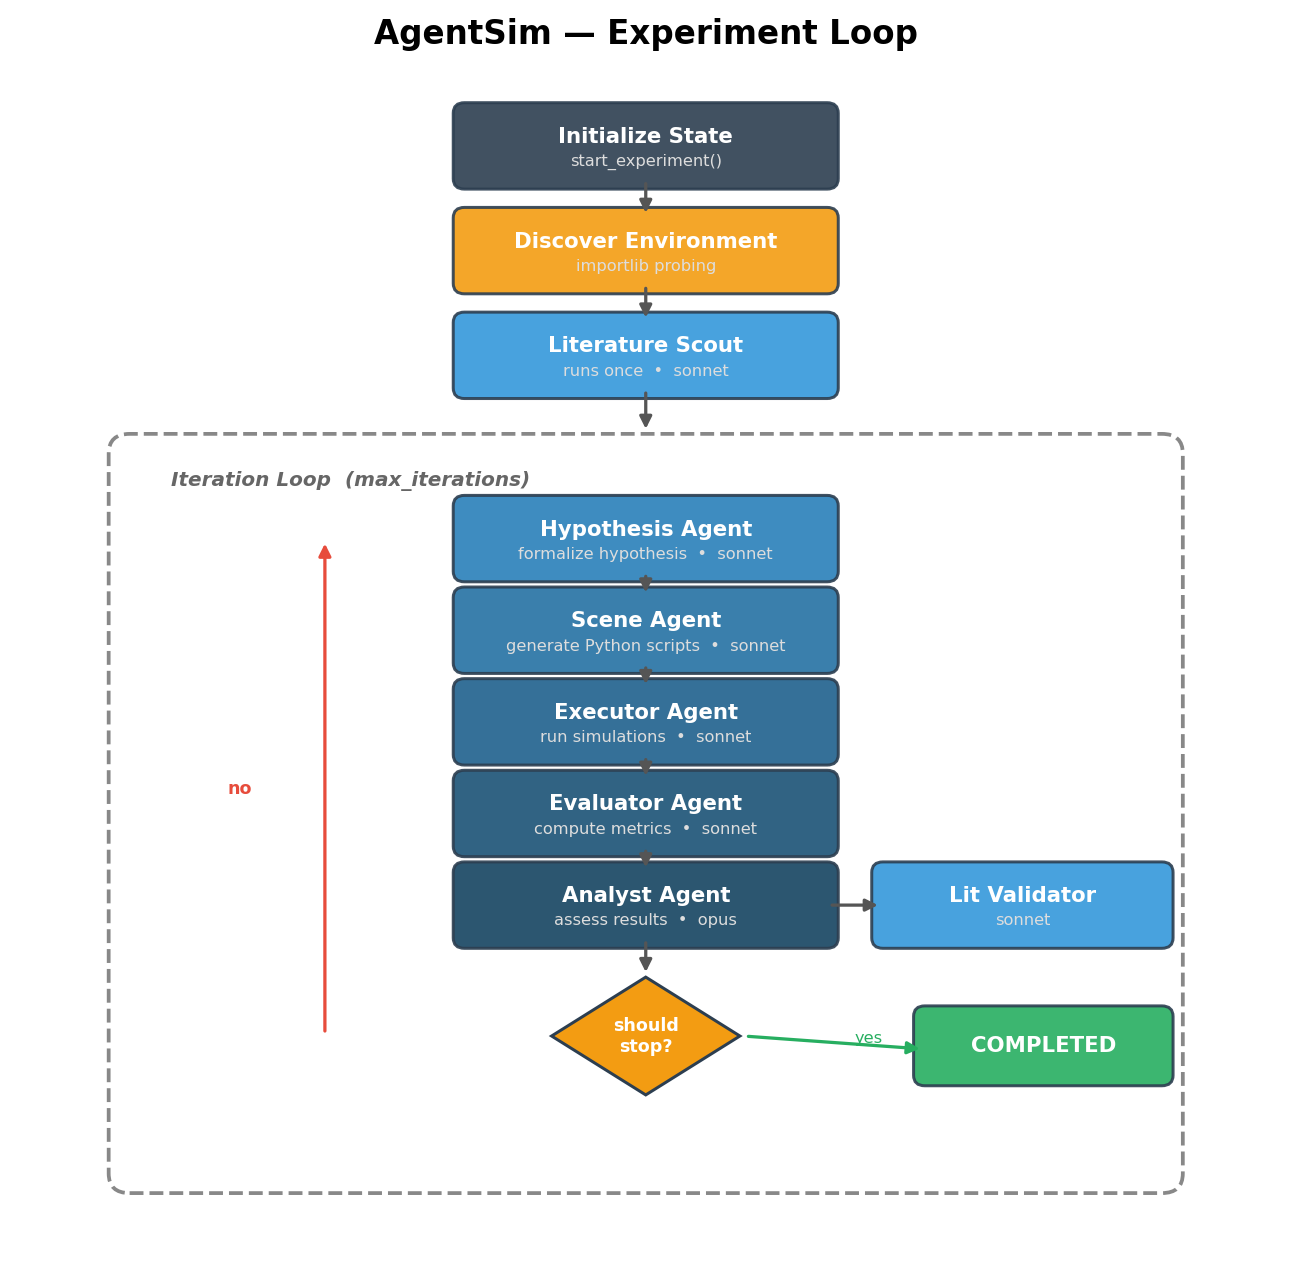 AgentSim — Experiment Loop
Initialize State
start_experiment()
Discover Environment
importlib probing
Literature Scout
runs once • sonnet
Iteration Loop (max_iterations)
Hypothesis Agent
formalize hypothesis • sonnet
Scene Agent
generate Python scripts • sonnet
Executor Agent
run simulations • sonnet
no
Evaluator Agent
compute metrics • sonnet
Analyst Agent
assess results • opus
Lit Validator
sonnet
should
stop?
yes
COMPLETED